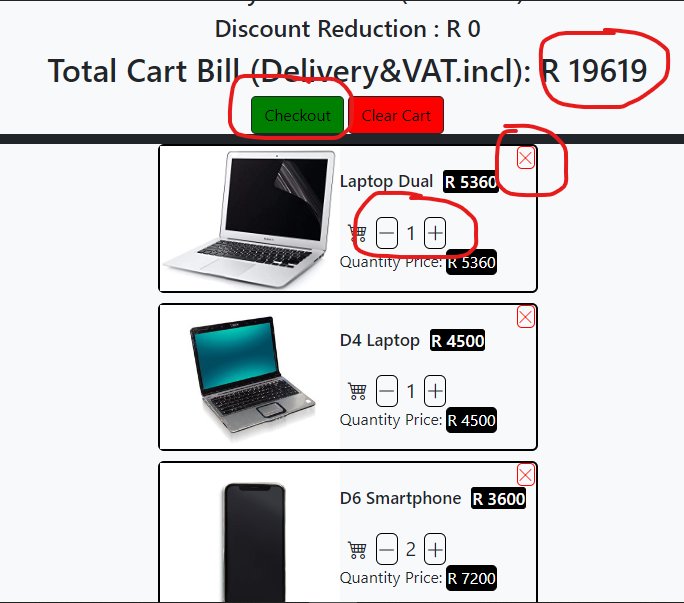 Discount Reduction : R 0
Total Cart Bill (Delivery&VAT.incl): R 19619
Checkout Clear Cart
Laptop Dual R 5360
1
Quantity Price: R 5360
D4 Laptop R 4500
1
Quantity Price: R 4500
D6 Smartphone R 3600
2
Quantity Price: R 7200